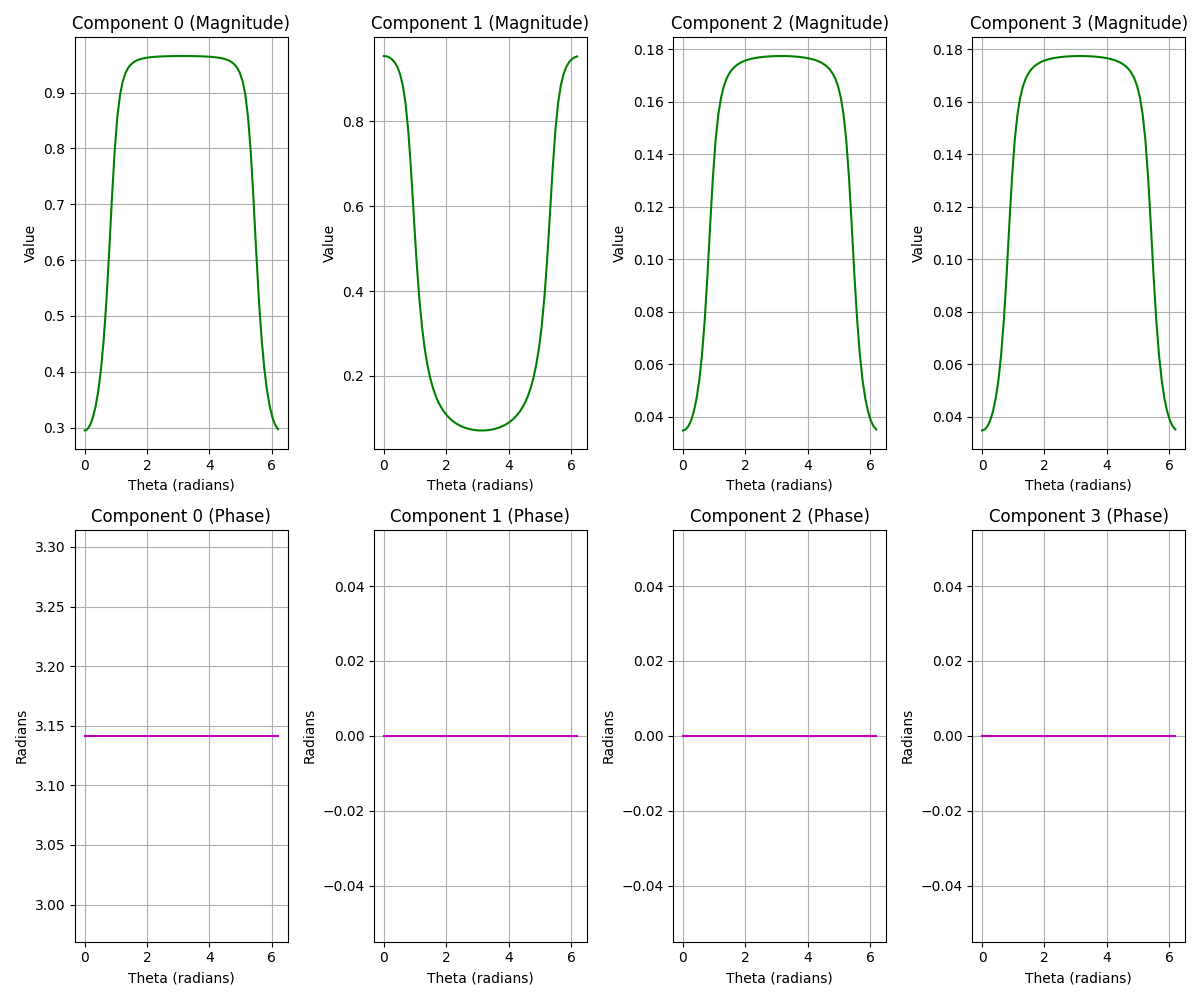 Component 0 (Magnitude)
Component 1 (Magnitude)
Component 2 (Magnitude)
Component 3 (Magnitude)
Value
0.9
0.8
0.7
0.6
0.5
0.4
0.3
0 2 4 6
Theta (radians)
Value
0.8
0.6
0.4
0.2
0 2 4 6
Theta (radians)
Value
0.18
0.16
0.14
0.12
0.10
0.08
0.06
0.04
0 2 4 6
Theta (radians)
Value
0.18
0.16
0.14
0.12
0.10
0.08
0.06
0.04
0 2 4 6
Theta (radians)
Component 0 (Phase)
Component 1 (Phase)
Component 2 (Phase)
Component 3 (Phase)
Radians
3.30
3.25
3.20
3.15
3.10
3.05
3.00
0 2 4 6
Theta (radians)
Radians
0.04
0.02
0.00
−0.02
−0.04
0 2 4 6
Theta (radians)
Radians
0.04
0.02
0.00
−0.02
−0.04
0 2 4 6
Theta (radians)
Radians
0.04
0.02
0.00
−0.02
−0.04
0 2 4 6
Theta (radians)